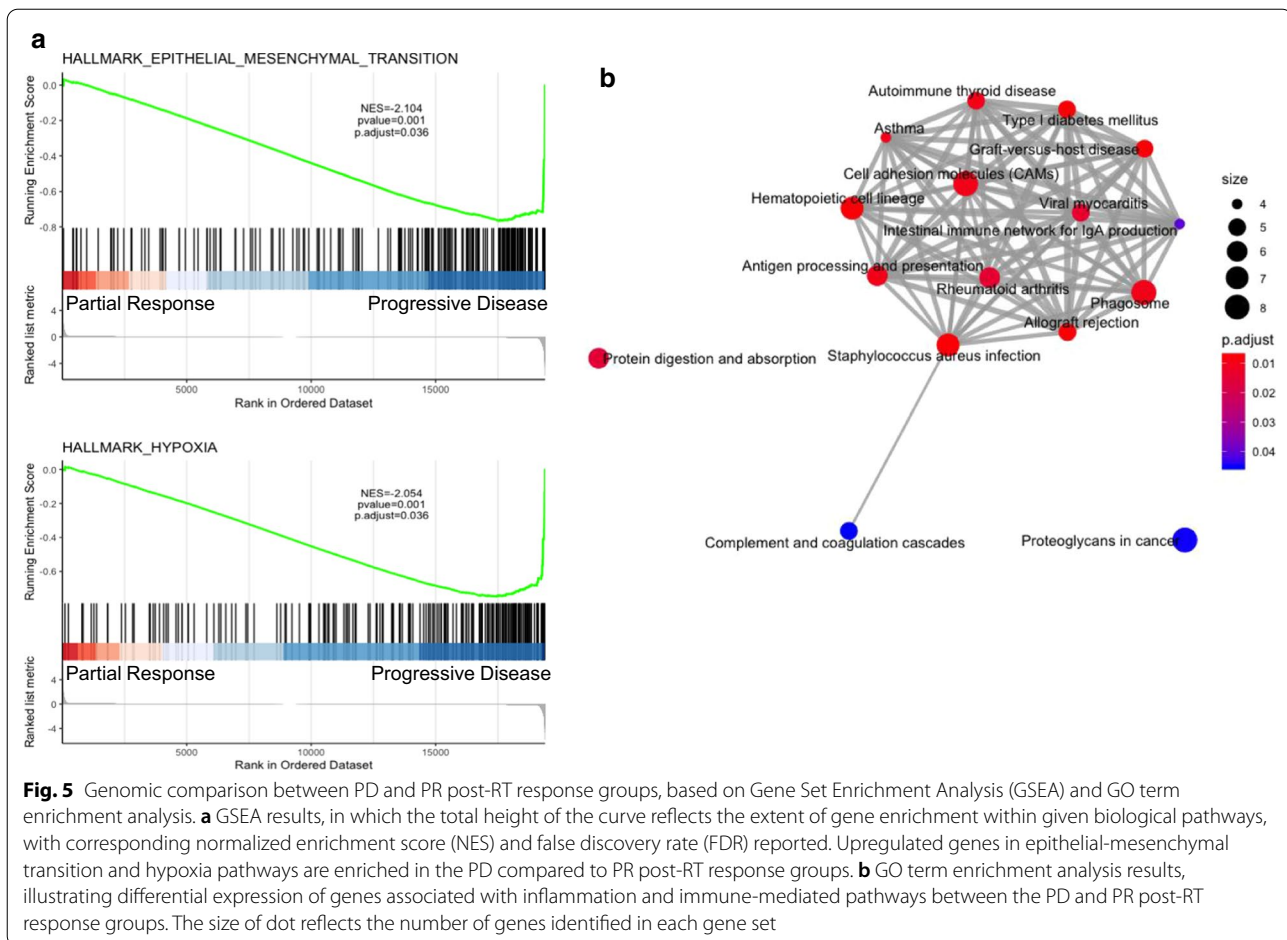 a
HALLMARK_EPITHELIAL_MESENCHYMAL_TRANSITION
Running Enrichment Score
0.0
-0.2
-0.4
-0.6
-0.8
NES=-2.104
pvalue=0.001
p.adjust=0.036
Partial Response Progressive Disease
Ranked list metric
4
0
-4
5000 10000 15000
Rank in Ordered Dataset
HALLMARK_HYPOXIA
Running Enrichment Score
0.0
-0.2
-0.4
-0.6
NES=-2.054
pvalue=0.001
p.adjust=0.036
Partial Response Progressive Disease
Ranked list metric
4
0
-4
5000 10000 15000
Rank in Ordered Dataset
b
Autoimmune thyroid disease
Type I diabetes mellitus
Asthma
Graft-versus-host disease
Cell adhesion molecules (CAMs)
Hematopoietic cell lineage
Viral myocarditis
Intestinal immune network for IgA production
Antigen processing and presentation
Rheumatoid arthritis
Phagosome
Allograft rejection
Staphylococcus aureus infection
Protein digestion and absorption
Complement and coagulation cascades
Proteoglycans in cancer
size
4
5
6
7
8
p.adjust
0.01
0.02
0.03
0.04
Fig. 5 Genomic comparison between PD and PR post-RT response groups, based on Gene Set Enrichment Analysis (GSEA) and GO term
enrichment analysis. a GSEA results, in which the total height of the curve reflects the extent of gene enrichment within given biological pathways,
with corresponding normalized enrichment score (NES) and false discovery rate (FDR) reported. Upregulated genes in epithelial-mesenchymal
transition and hypoxia pathways are enriched in the PD compared to PR post-RT response groups. b GO term enrichment analysis results,
illustrating differential expression of genes associated with inflammation and immune-mediated pathways between the PD and PR post-RT
response groups. The size of dot reflects the number of genes identified in each gene set